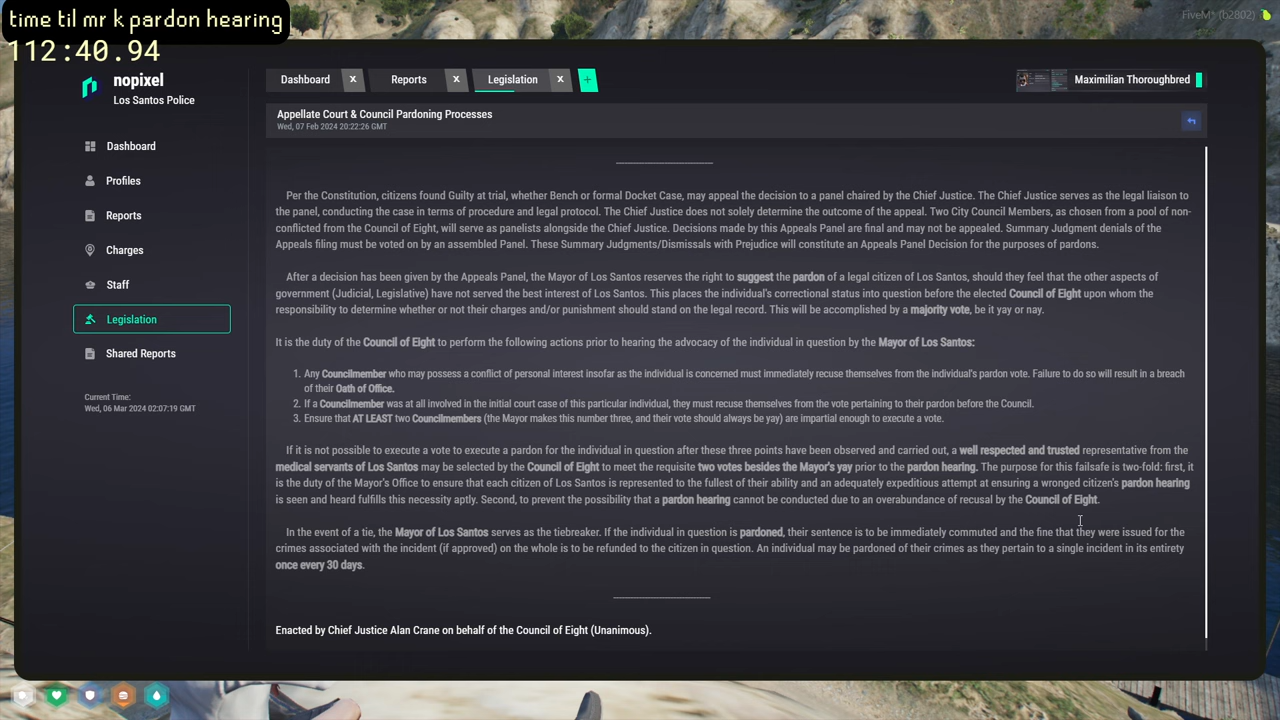 time til mr k pardon hearing
112:40.94
FiveM® (b2802)
nopixel
Los Santos Police
Dashboard x
Reports x
Legislation x
+
Maximilian Thoroughbred
Appellate Court & Council Pardoning Processes
Wed, 07 Feb 2024 20:22:26 GMT
Dashboard
Profiles
Reports
Charges
Staff
Legislation
Shared Reports
Current Time:
Wed, 06 Mar 2024 02:07:19 GMT
Per the Constitution, citizens found Guilty at trial, whether Bench or formal Docket Case, may appeal the decision to a panel chaired by the Chief Justice. The Chief Justice serves as the legal liaison to
the panel, conducting the case in terms of procedure and legal protocol. The Chief Justice does not solely determine the outcome of the appeal. Two City Council Members, as chosen from a pool of non-
conflicted from the Council of Eight, will serve as panelists alongside the Chief Justice. Decisions made by this Appeals Panel are final and may not be appealed. Summary Judgment denials of the
Appeals filing must be voted on by an assembled Panel. These Summary Judgments/Dismissals with Prejudice will constitute an Appeals Panel Decision for the purposes of pardons.
After a decision has been given by the Appeals Panel, the Mayor of Los Santos reserves the right to suggest the pardon of a legal citizen of Los Santos, should they feel that the other aspects of
government (Judicial, Legislative) have not served the best interest of Los Santos. This places the individual's correctional status into question before the elected Council of Eight upon whom the
responsibility to determine whether or not their charges and/or punishment should stand on the legal record. This will be accomplished by a majority vote, be it yay or nay.
It is the duty of the Council of Eight to perform the following actions prior to hearing the advocacy of the individual in question by the Mayor of Los Santos:
1. Any Councilmember who may possess a conflict of personal interest insofar as the individual is concerned must immediately recuse themselves from the individual's pardon vote. Failure to do so will result in a breach
of their Oath of Office.
2. If a Councilmember was at all involved in the initial court case of this particular individual, they must recuse themselves from the vote pertaining to their pardon before the Council.
3. Ensure that AT LEAST two Councilmembers (the Mayor makes this number three, and their vote should always be yay) are impartial enough to execute a vote.
If it is not possible to execute a vote to execute a pardon for the individual in question after these three points have been observed and carried out, a well respected and trusted representative from the
medical servants of Los Santos may be selected by the Council of Eight to meet the requisite two votes besides the Mayor's yay prior to the pardon hearing. The purpose for this failsafe is two-fold: first, it
is the duty of the Mayor's Office to ensure that each citizen of Los Santos is represented to the fullest of their ability and an adequately expeditious attempt at ensuring a wronged citizen's pardon hearing
is seen and heard fulfills this necessity aptly. Second, to prevent the possibility that a pardon hearing cannot be conducted due to an overabundance of recusal by the Council of Eight.
In the event of a tie, the Mayor of Los Santos serves as the tiebreaker. If the individual in question is pardoned, their sentence is to be immediately commuted and the fine that they were issued for the
crimes associated with the incident (if approved) on the whole is to be refunded to the citizen in question. An individual may be pardoned of their crimes as they pertain to a single incident in its entirety
once every 30 days.
Enacted by Chief Justice Alan Crane on behalf of the Council of Eight (Unanimous).